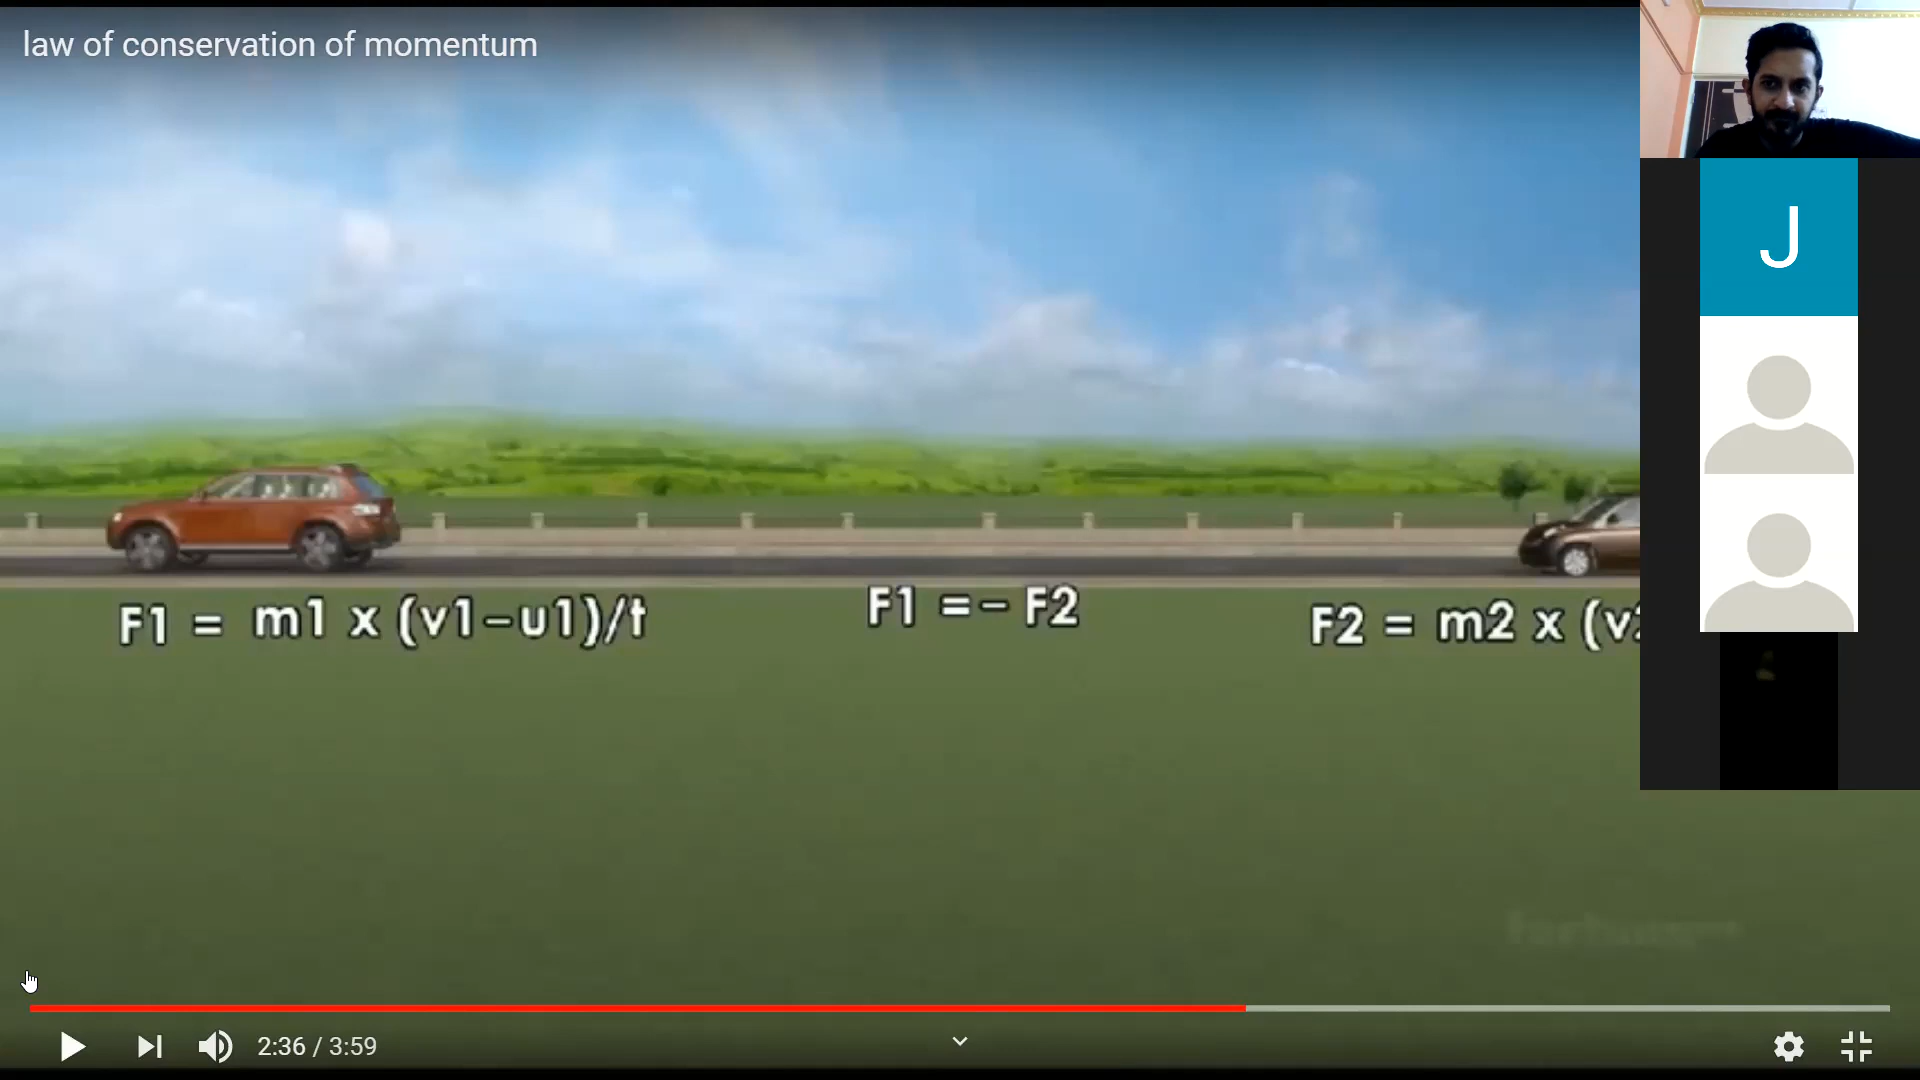 law of conservation of momentum
J
F1 = m1 x (v1-u1)/t
F1 =- F2
F2 = m2 x (v
2:36 / 3:59